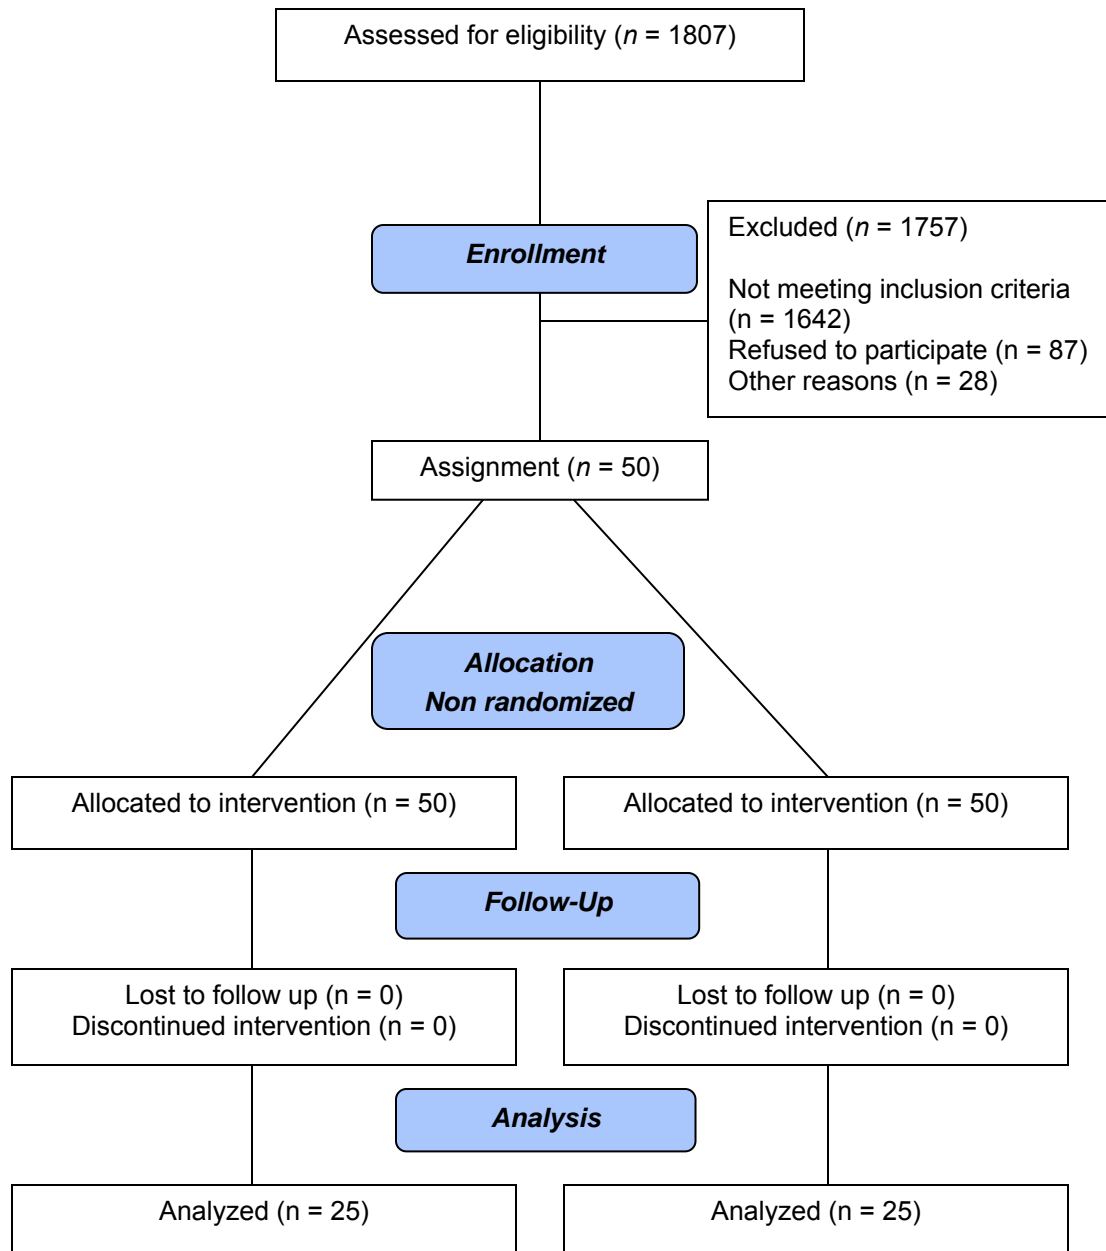 Assessed for eligibility (n = 1807)
Enrollment
Excluded (n = 1757)
Not meeting inclusion criteria
(n = 1642)
Refused to participate (n = 87)
Other reasons (n = 28)
Assignment (n = 50)
Allocation
Non randomized
Allocated to intervention (n = 50)
Allocated to intervention (n = 50)
Follow-Up
Lost to follow up (n = 0)
Discontinued intervention (n = 0)
Lost to follow up (n = 0)
Discontinued intervention (n = 0)
Analysis
Analyzed (n = 25)
Analyzed (n = 25)